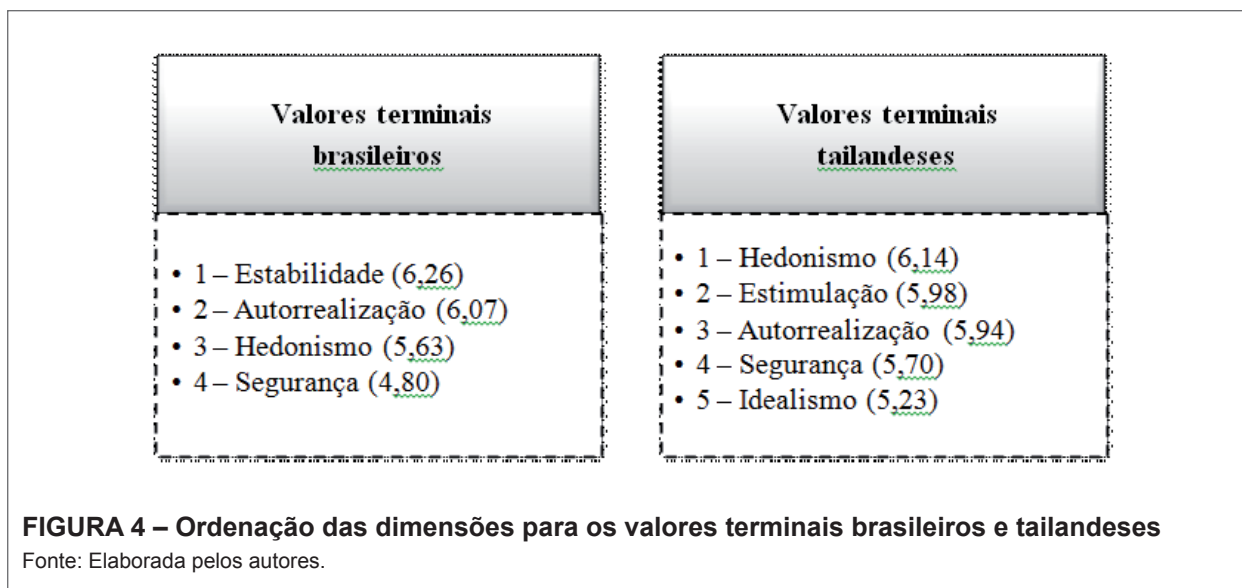 Valores terminais
brasileiros
• 1 – Estabilidade (6,26)
• 2 – Autorrealização (6,07)
• 3 – Hedonismo (5,63)
• 4 – Segurança (4,80)
Valores terminais
tailandeses
• 1 – Hedonismo (6,14)
• 2 – Estimulação (5,98)
• 3 – Autorrealização (5,94)
• 4 – Segurança (5,70)
• 5 – Idealismo (5,23)
FIGURA 4 – Ordenação das dimensões para os valores terminais brasileiros e tailandeses
Fonte: Elaborada pelos autores.